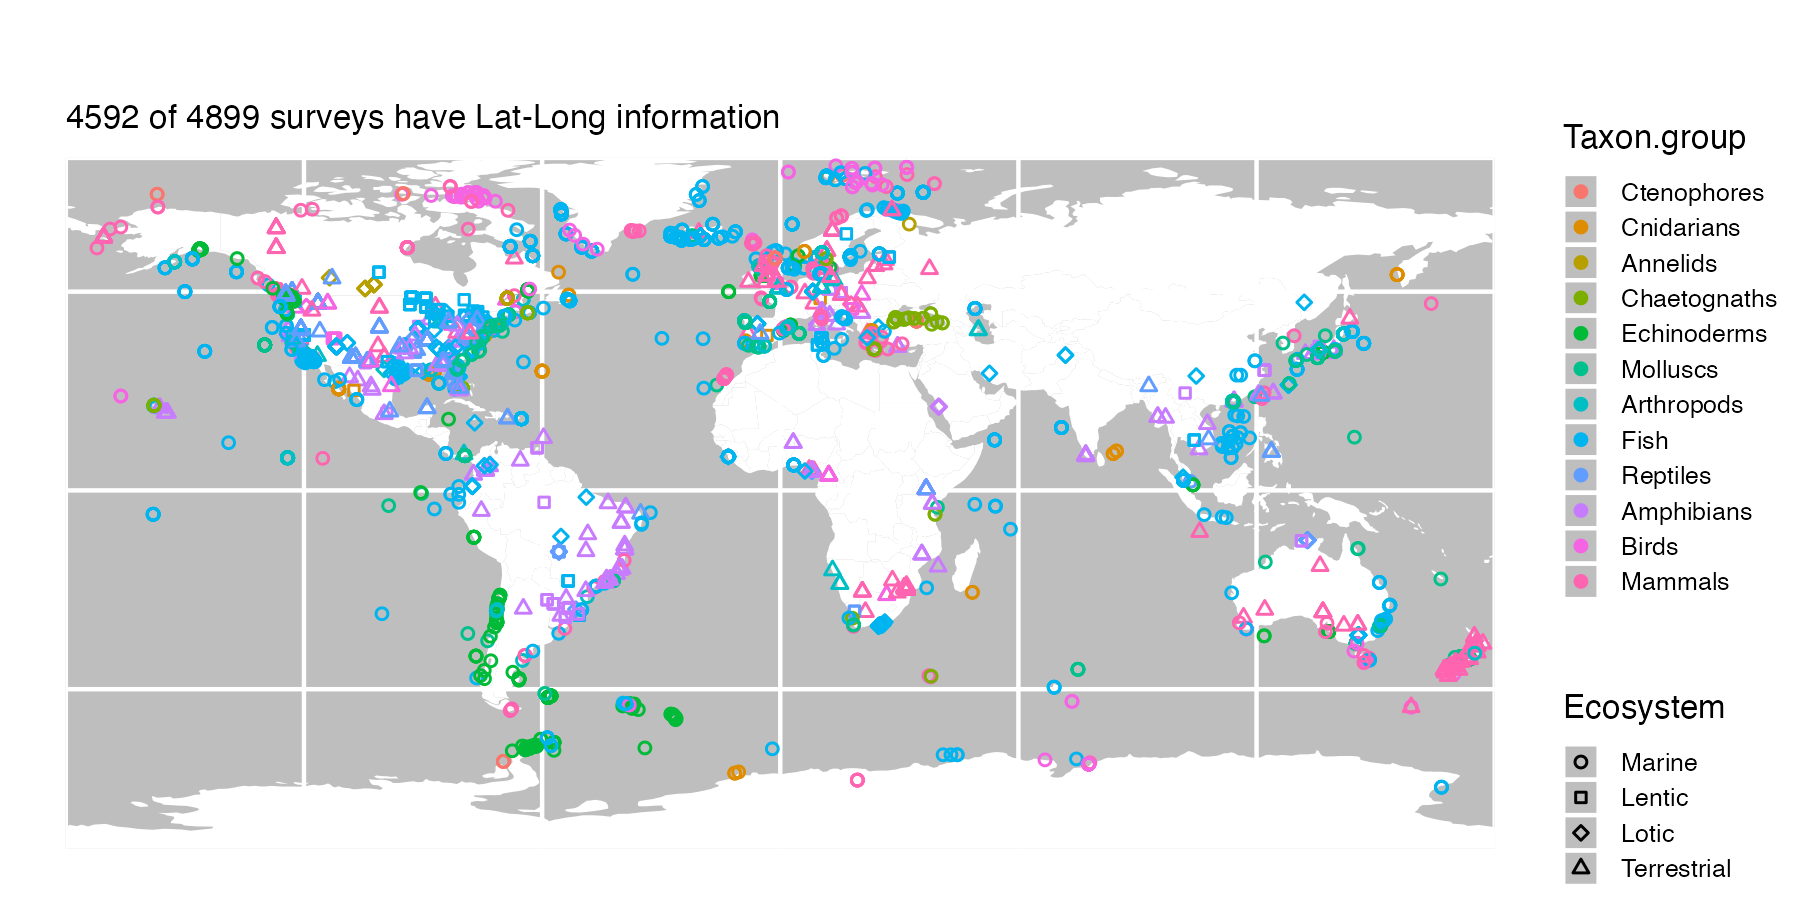 4592 of 4899 surveys have Lat-Long information
Taxon.group
Ctenophores
Cnidarians
Annelids
Chaetognaths
Echinoderms
Molluscs
Arthropods
Fish
Reptiles
Amphibians
Birds
Mammals
Ecosystem
Marine
Lentic
Lotic
Terrestrial